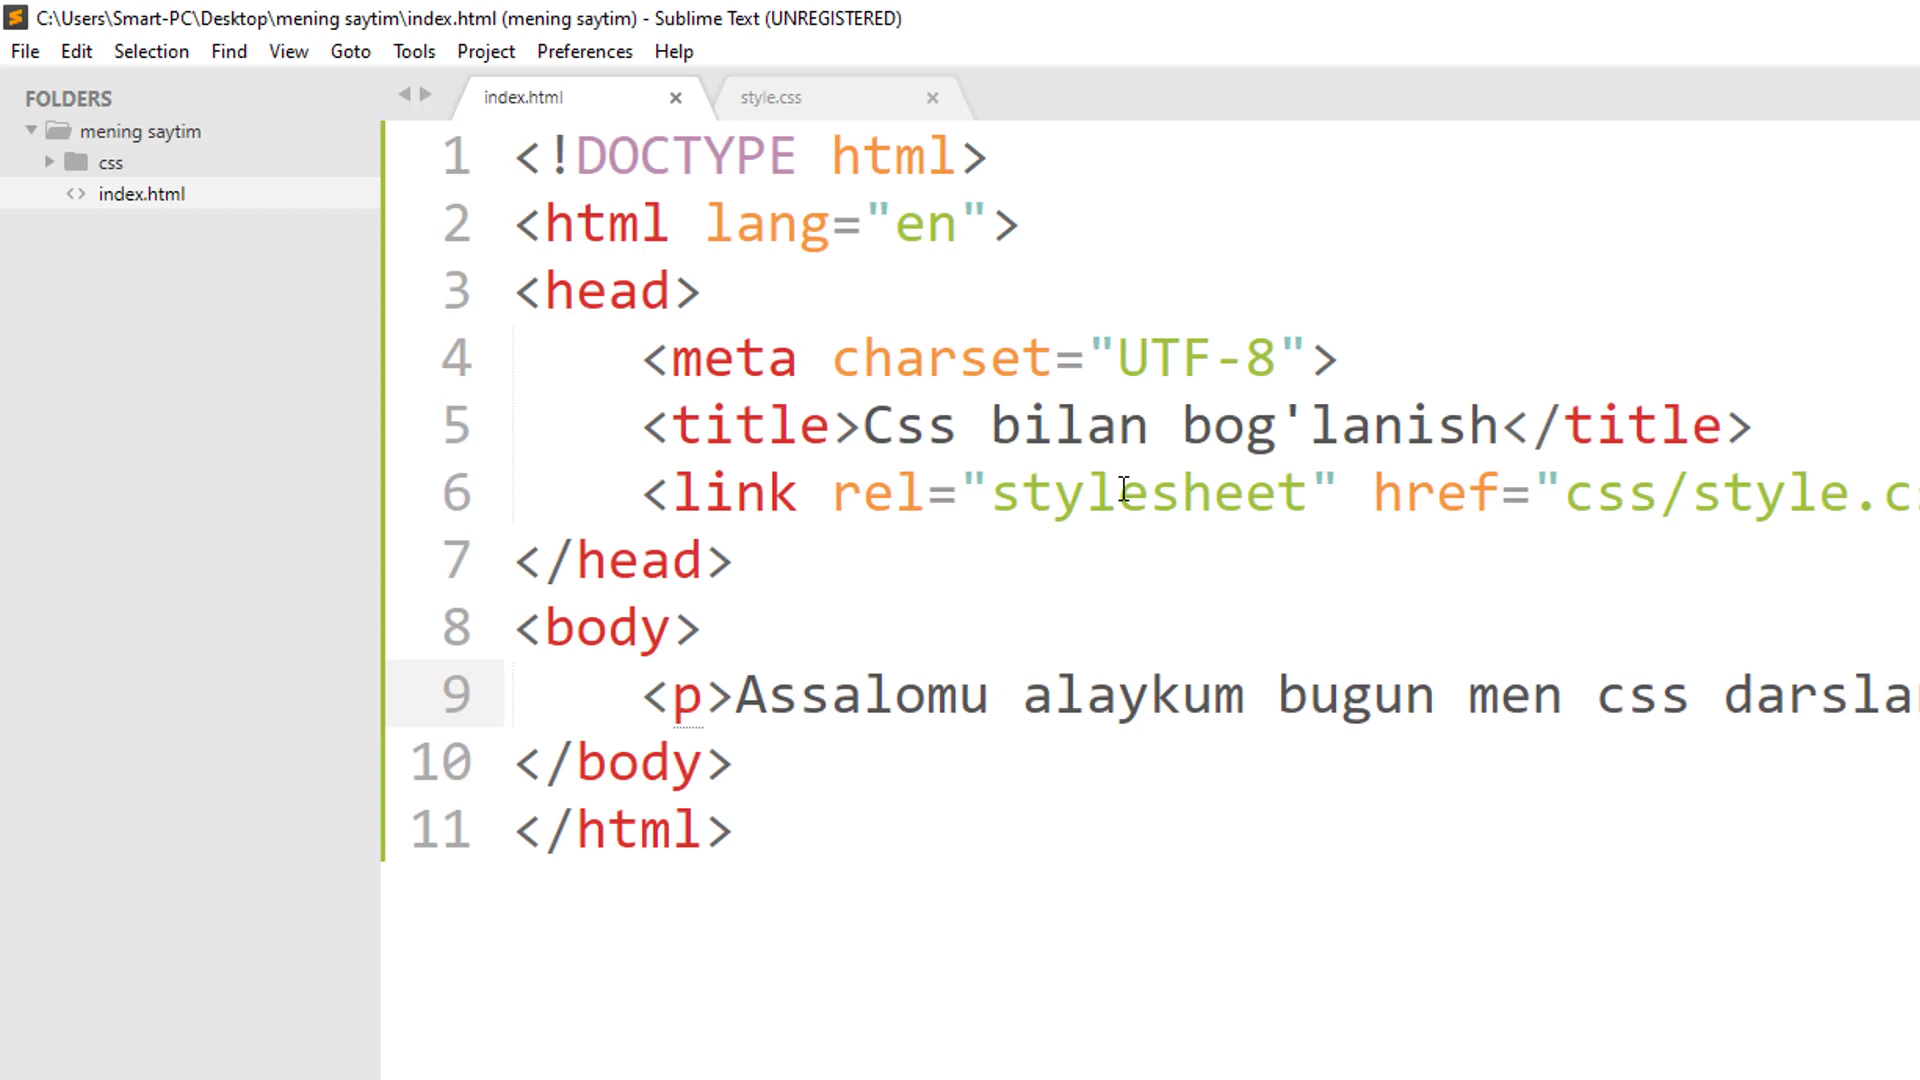 C:\Users\Smart-PC\Desktop\mening saytim\index.html (mening saytim) - Sublime Text (UNREGISTERED)
File Edit Selection Find View Goto Tools Project Preferences Help
FOLDERS
mening saytim
css
index.html
index.html style.css
1 <!DOCTYPE html>
2 <html lang="en">
3 <head>
4 <meta charset="UTF-8">
5 <title>Css bilan bog'lanish</title>
6 <link rel="stylesheet" href="css/style.c
7 </head>
8 <body>
9 <p>Assalomu alaykum bugun men css darsla
10 </body>
11 </html>